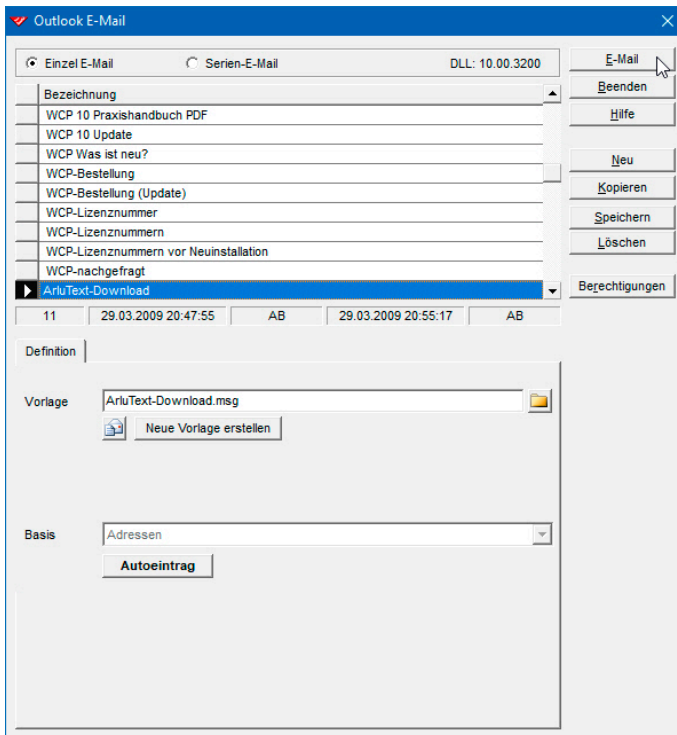 Outlook E-Mail
Einzel E-Mail Serien-E-Mail DLL: 10.00.3200
Bezeichnung
WCP 10 Praxishandbuch PDF
WCP 10 Update
WCP Was ist neu?
WCP-Bestellung
WCP-Bestellung (Update)
WCP-Lizenznummer
WCP-Lizenznummern
WCP-Lizenznummern vor Neuinstallation
WCP-nachgefragt
ArluText-Download
11 29.03.2009 20:47:55 AB 29.03.2009 20:55:17 AB
E-Mail
Beenden
Hilfe
Neu
Kopieren
Speichern
Löschen
Berechtigungen
Definition
Vorlage ArluText-Download.msg
Neue Vorlage erstellen
Basis Adressen
Autoeintrag